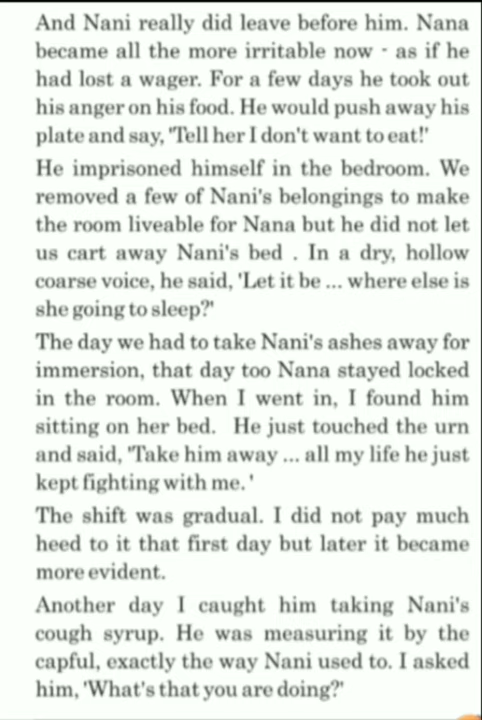 And Nani really did leave before him. Nana
became all the more irritable now - as if he
had lost a wager. For a few days he took out
his anger on his food. He would push away his
plate and say, 'Tell her I don't want to eat!'
He imprisoned himself in the bedroom. We
removed a few of Nani's belongings to make
the room liveable for Nana but he did not let
us cart away Nani's bed . In a dry, hollow
coarse voice, he said, 'Let it be ... where else is
she going to sleep?'
The day we had to take Nani's ashes away for
immersion, that day too Nana stayed locked
in the room. When I went in, I found him
sitting on her bed. He just touched the urn
and said, 'Take him away ... all my life he just
kept fighting with me. '
The shift was gradual. I did not pay much
heed to it that first day but later it became
more evident.
Another day I caught him taking Nani's
cough syrup. He was measuring it by the
capful, exactly the way Nani used to. I asked
him, 'What's that you are doing?'